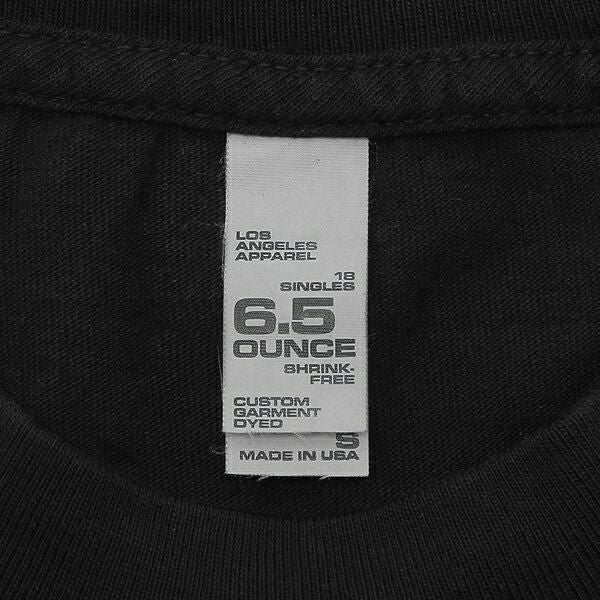 LOS
ANGELES
APPAREL
18
SINGLES
6.5
OUNCE
SHRINK-
FREE
CUSTOM
GARMENT
DYED
S
MADE IN USA